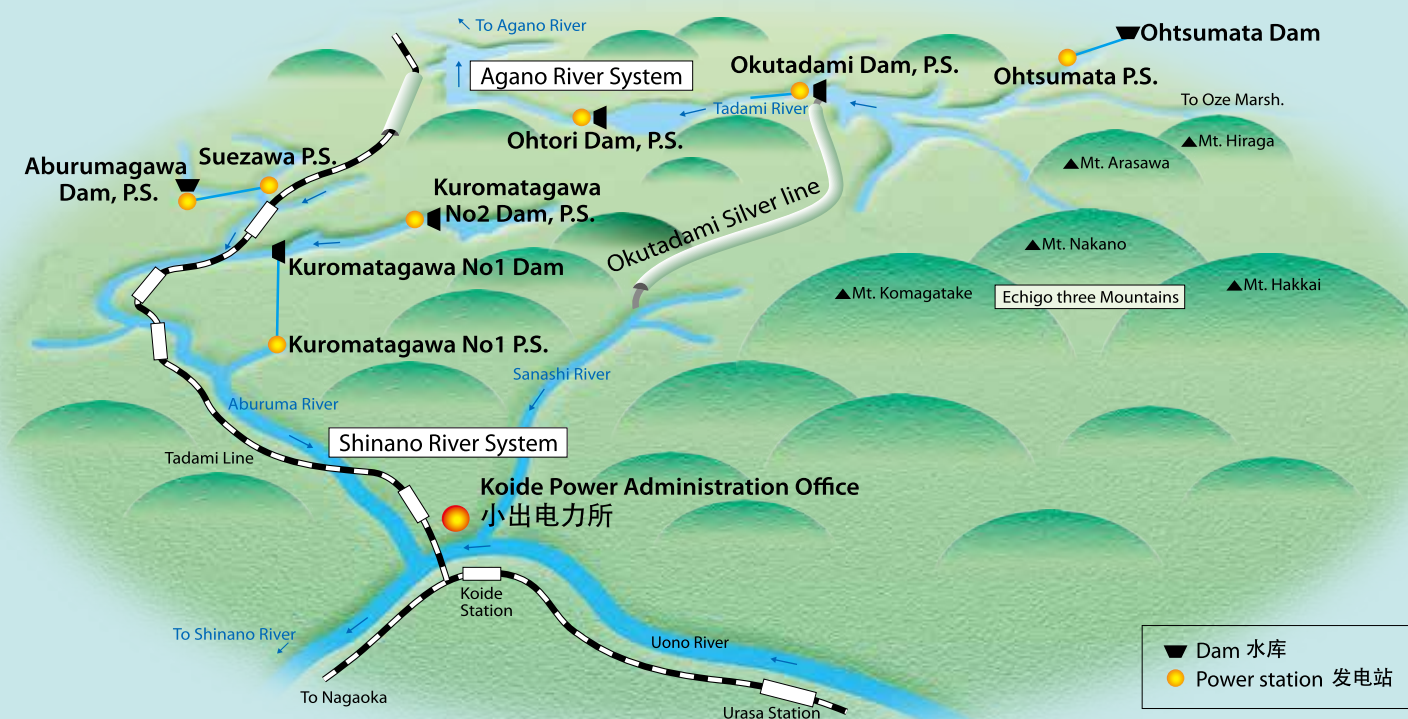 To Agano River
Ohtsumata Dam
Agano River System
Okutadami Dam, P.S.
Ohtsumata P.S.
To Oze Marsh.
Tadami River
Ohtori Dam, P.S.
Mt. Hiraga
Mt. Arasawa
Suezawa P.S.
Aburumagawa
Dam, P.S.
Kuromatagawa
No2 Dam, P.S.
Okutadami Silver line
Mt. Nakano
Kuromatagawa No1 Dam
Mt. Komagatake
Echigo three Mountains
Mt. Hakkai
Kuromatagawa No1 P.S.
Sanashi River
Aburuma River
Shinano River System
Tadami Line
Koide Power Administration Office
小出电力所
Koide
Station
To Shinano River
Uono River
To Nagaoka
Urasa Station
Dam 水库
Power station 发电站